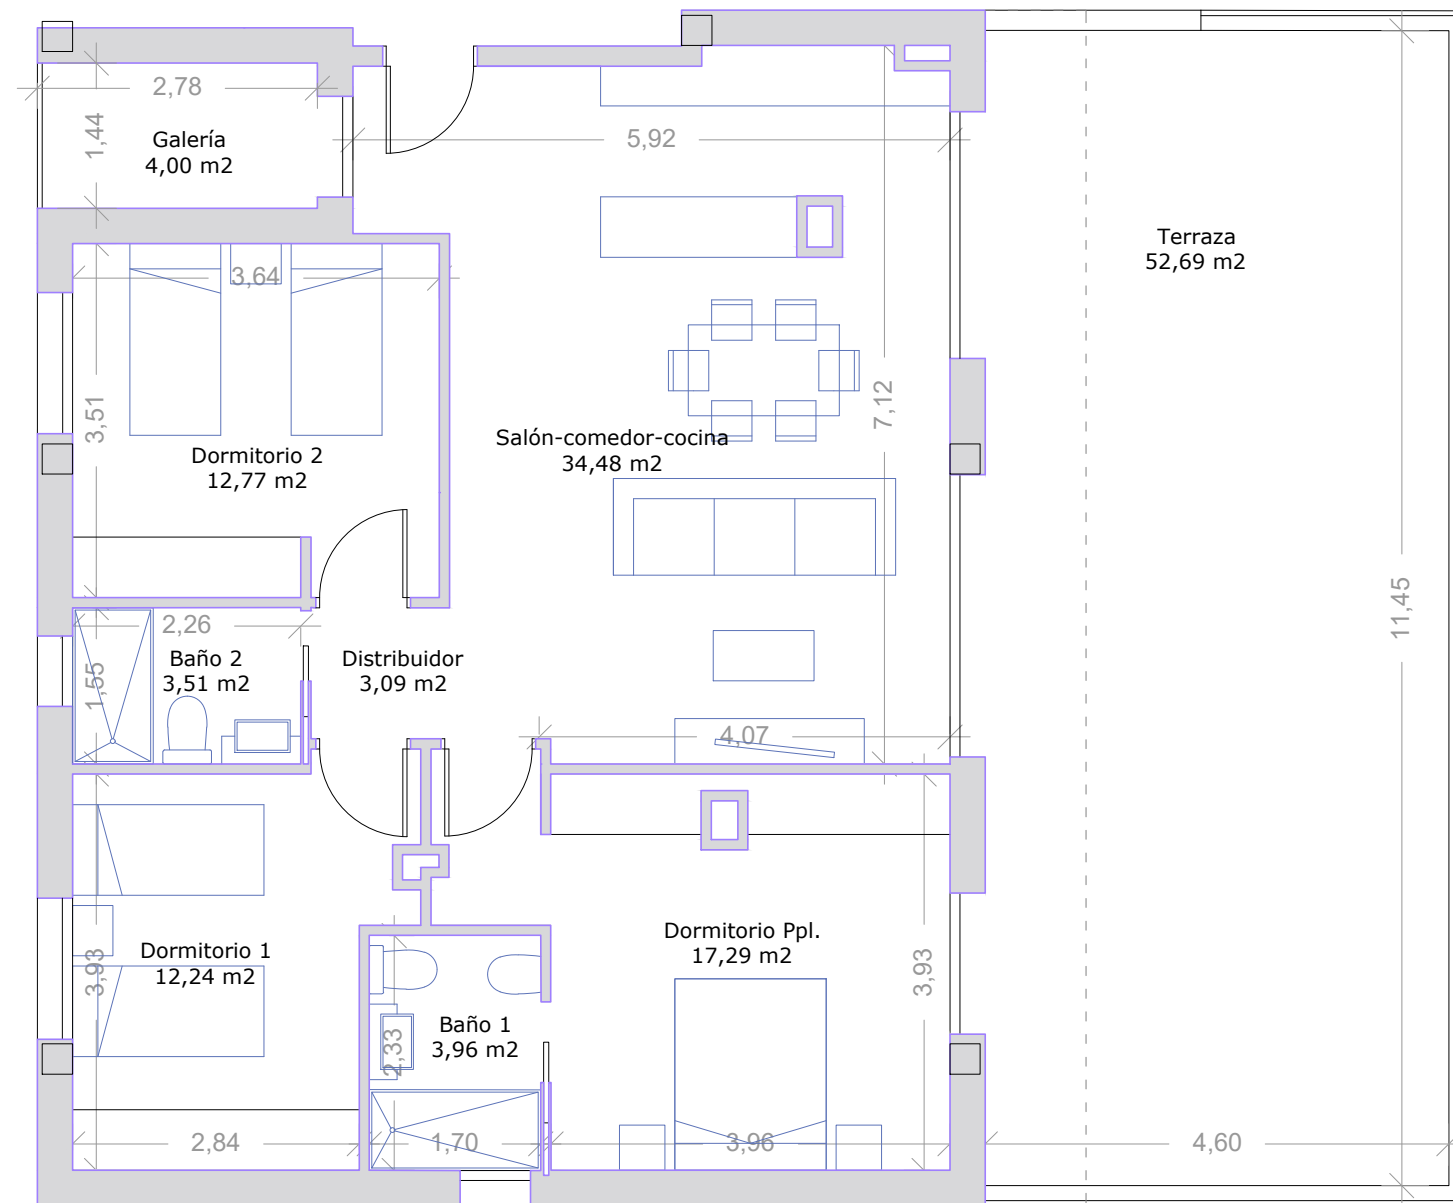 2,78
1,44
Galería
4,00 m2
5,92
Terraza
52,69 m2
3,64
3,51
7,12
Dormitorio 2
12,77 m2
Salón-comedor-cocina
34,48 m2
11,45
2,26
1,55
Baño 2
3,51 m2
Distribuidor
3,09 m2
4,07
Dormitorio 1
12,24 m2
3,93
Dormitorio Ppl.
17,29 m2
3,93
Baño 1
3,96 m2
2,33
2,84
1,70
3,96
4,60